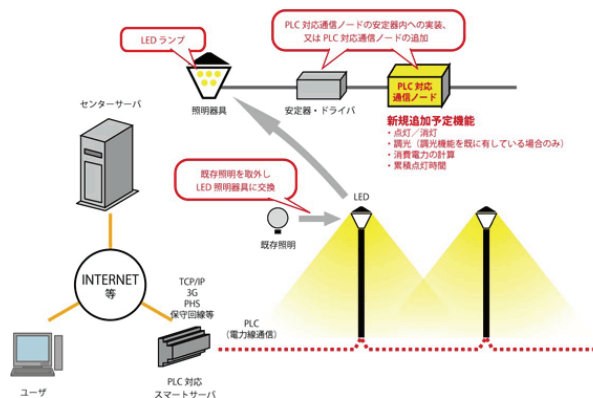 PLC 対応通信ノードの安定器内への実装、
又は PLC 対応通信ノードの追加
LED ランプ
PLC 対応
通信ノード
照明器具
安定器・ドライバ
新規追加予定機能
・点灯／消灯
・調光（調光機能を既に有している場合のみ）
・消費電力の計算
・累積点灯時間
センターサーバ
既存照明を取外し
LED 照明器具に交換
LED
既存照明
INTERNET
等
TCP/IP
3G
PHS
保守回線等
PLC
（電力線通信）
ユーザ
PLC 対応
スマートサーバ